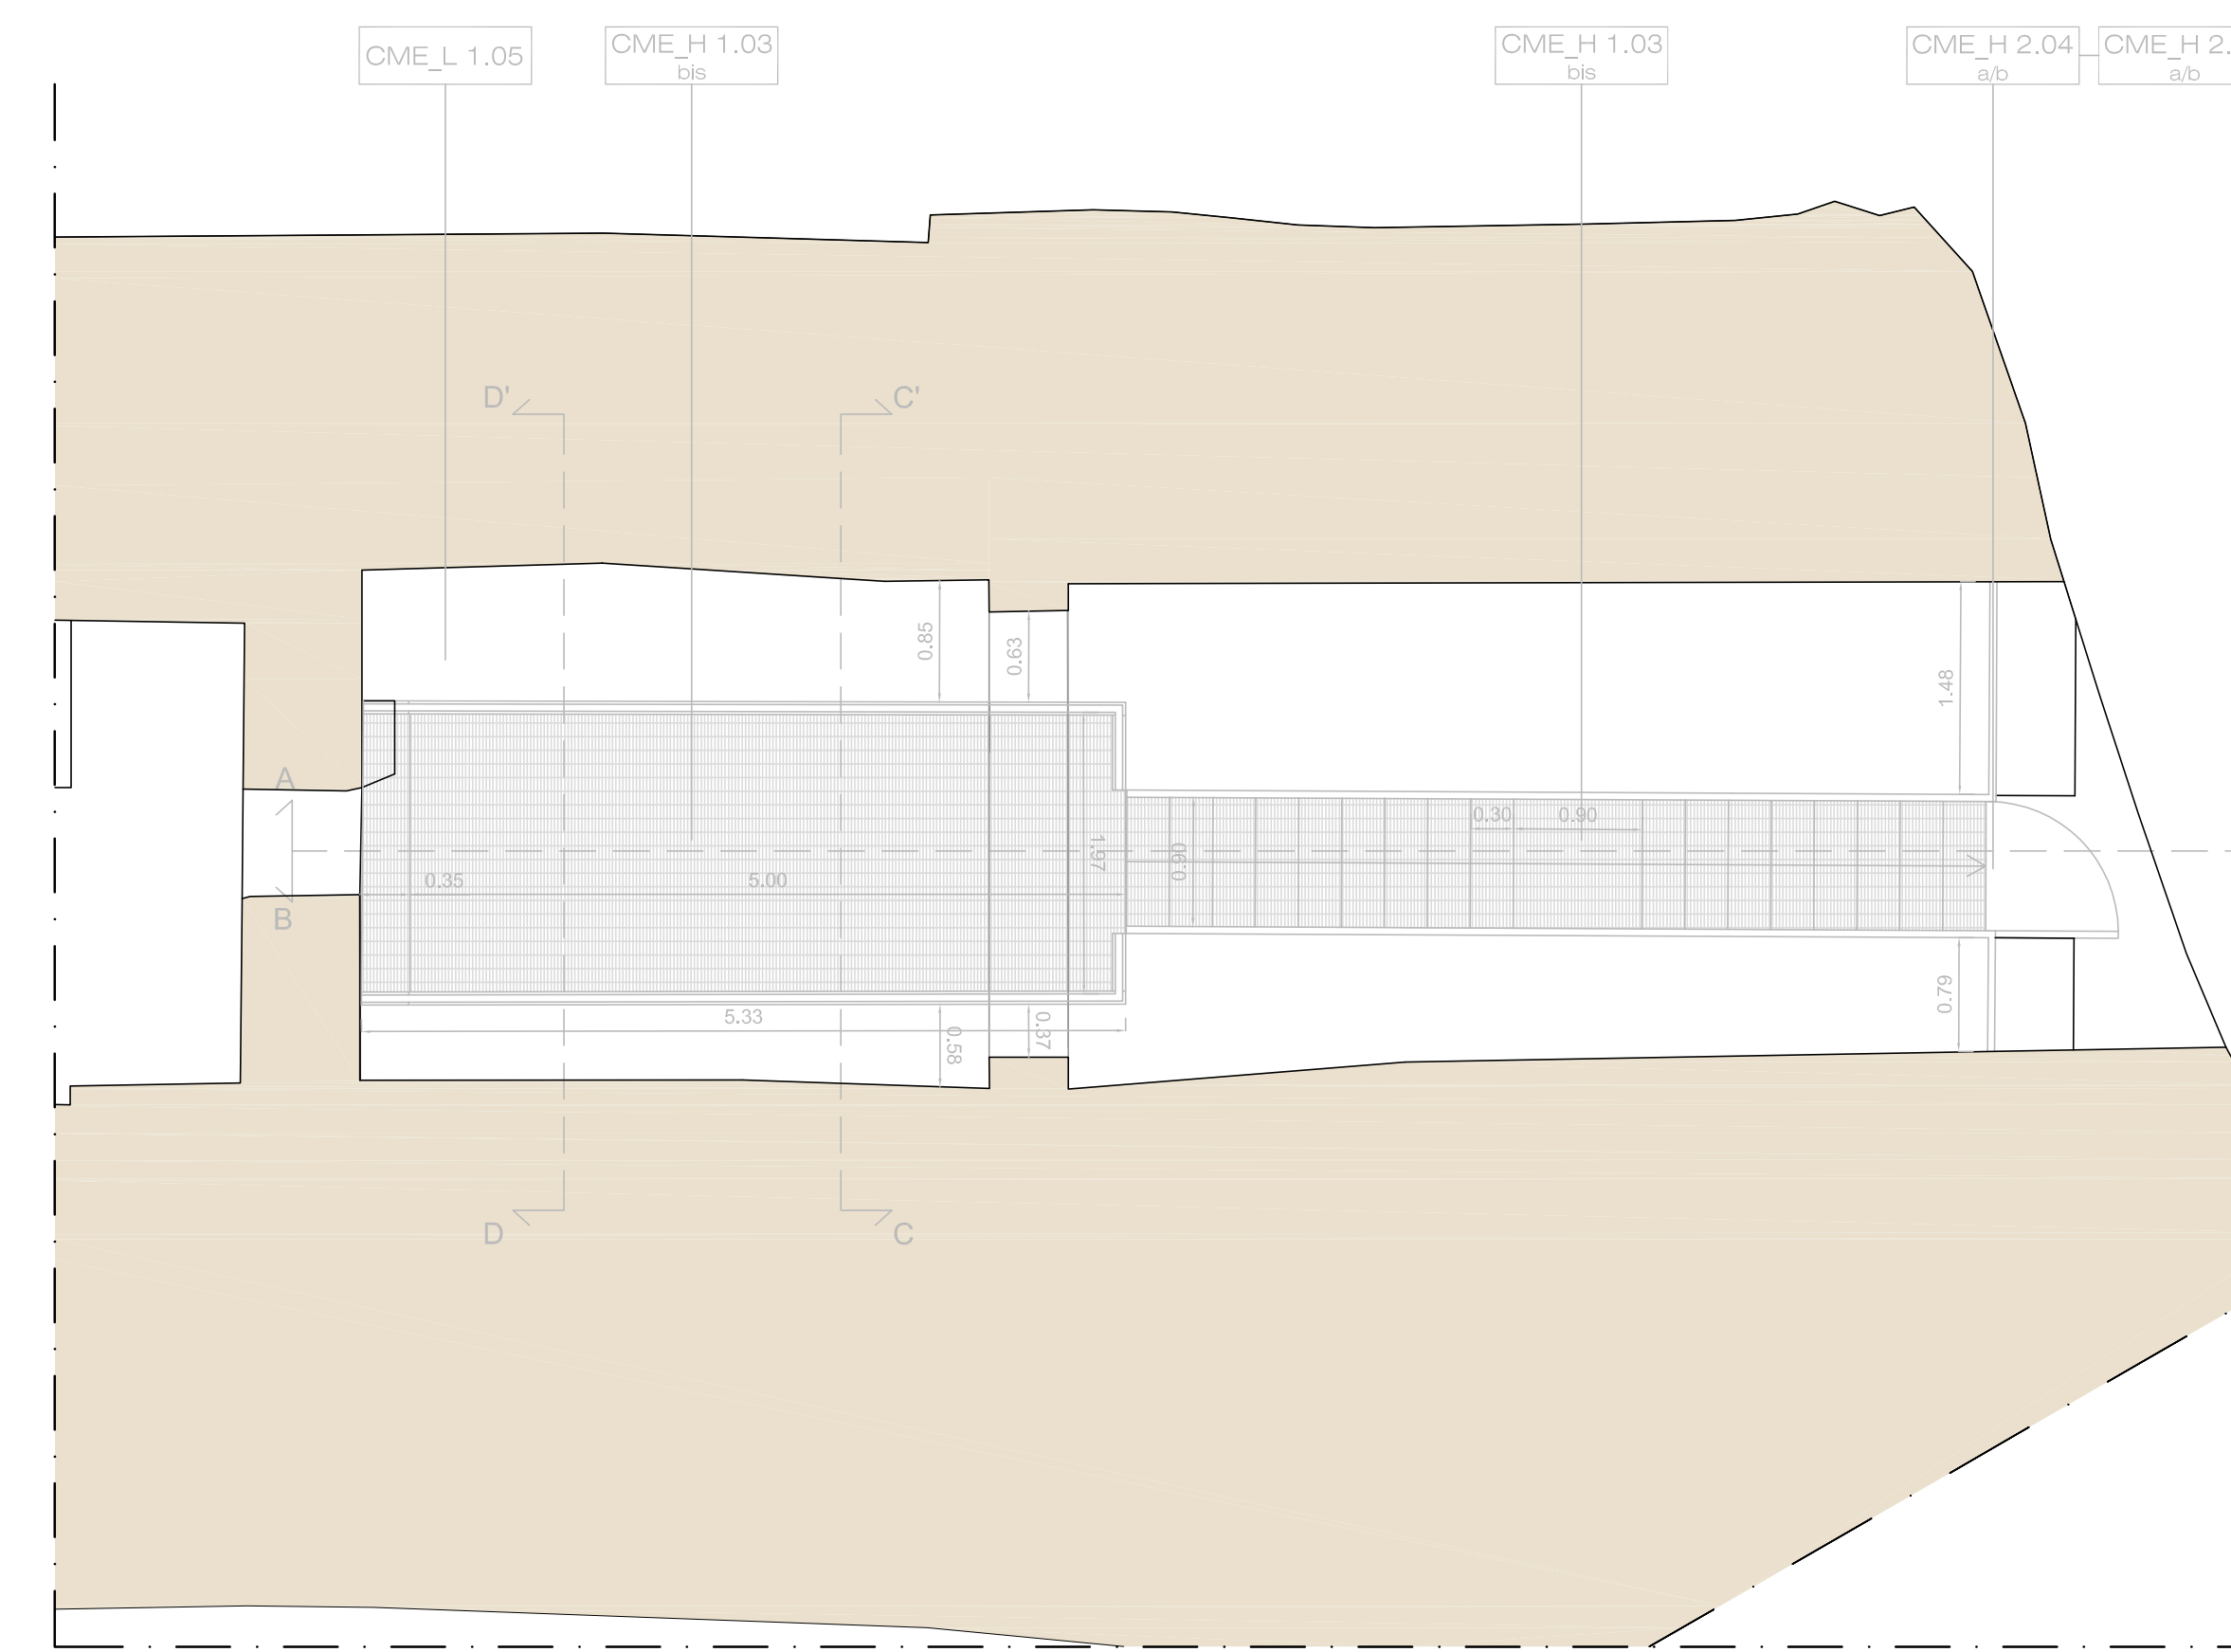 CME_L 1.05
CME_H 1.03
bis
CME_H 1.03
bis
CME_H 2.04
a/b
CME_H 2.
a/b
D'
C'
0.85
0.63
1.48
A
0.30
0.90
1.97
0.90
0.35
5.00
B
0.79
5.33
0.58
0.37
D
C